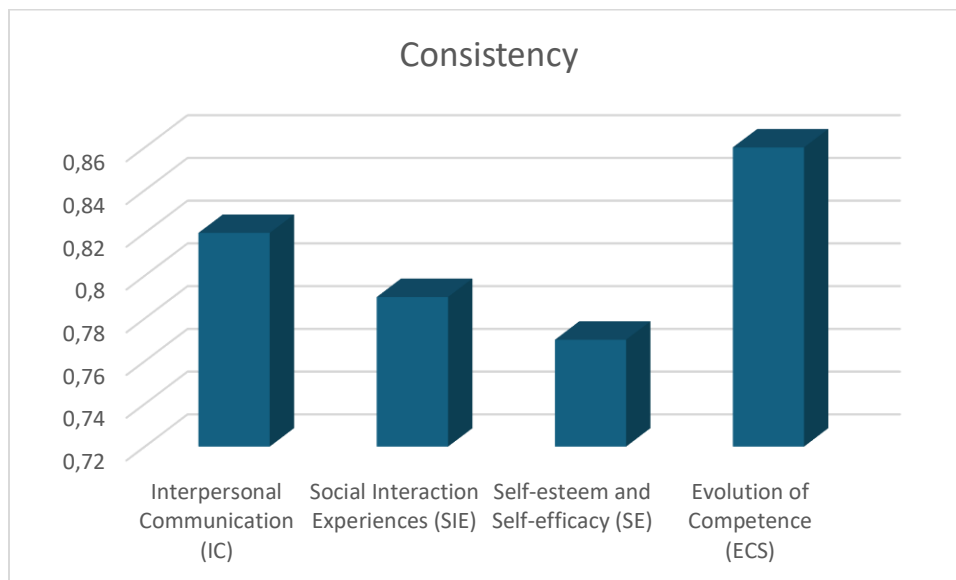 Consistency
0,86
0,84
0,82
0,8
0,78
0,76
0,74
0,72
Interpersonal
Communication
(IC)
Social Interaction
Experiences (SIE)
Self-esteem and
Self-efficacy (SE)
Evolution of
Competence
(ECS)